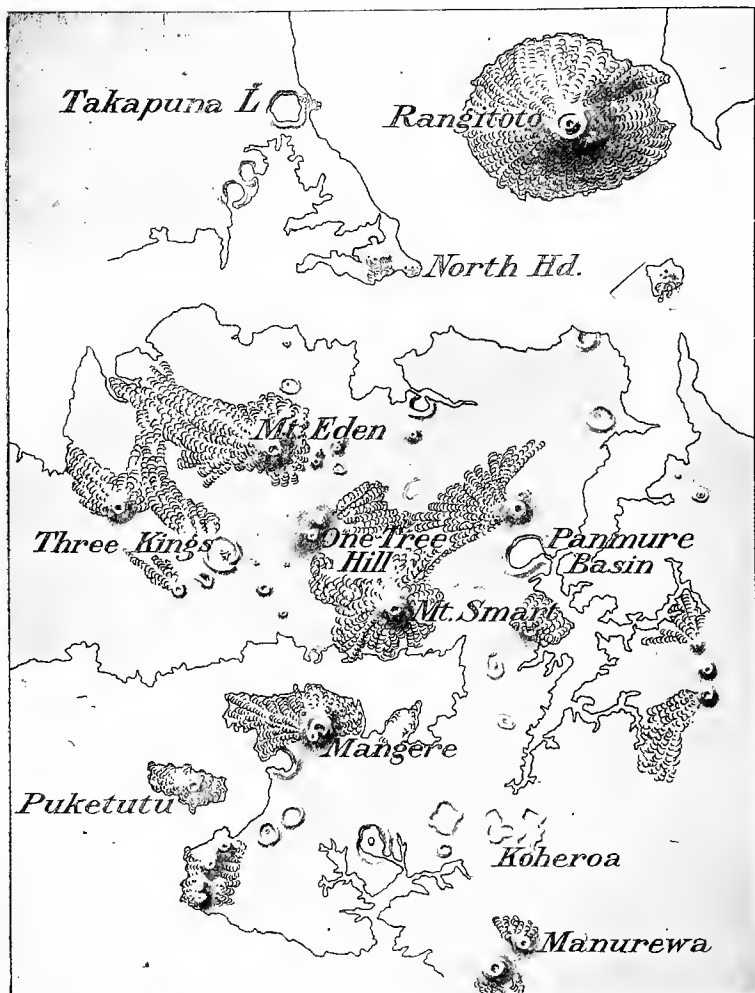 Takapuna L
Rangitoto
North Hd.
Mt. Eden
Three Kings
One Tree
Hill
Panmure
Basin
Mt. Smart
Mangere
Puketutu
Koheroa
Manurewa